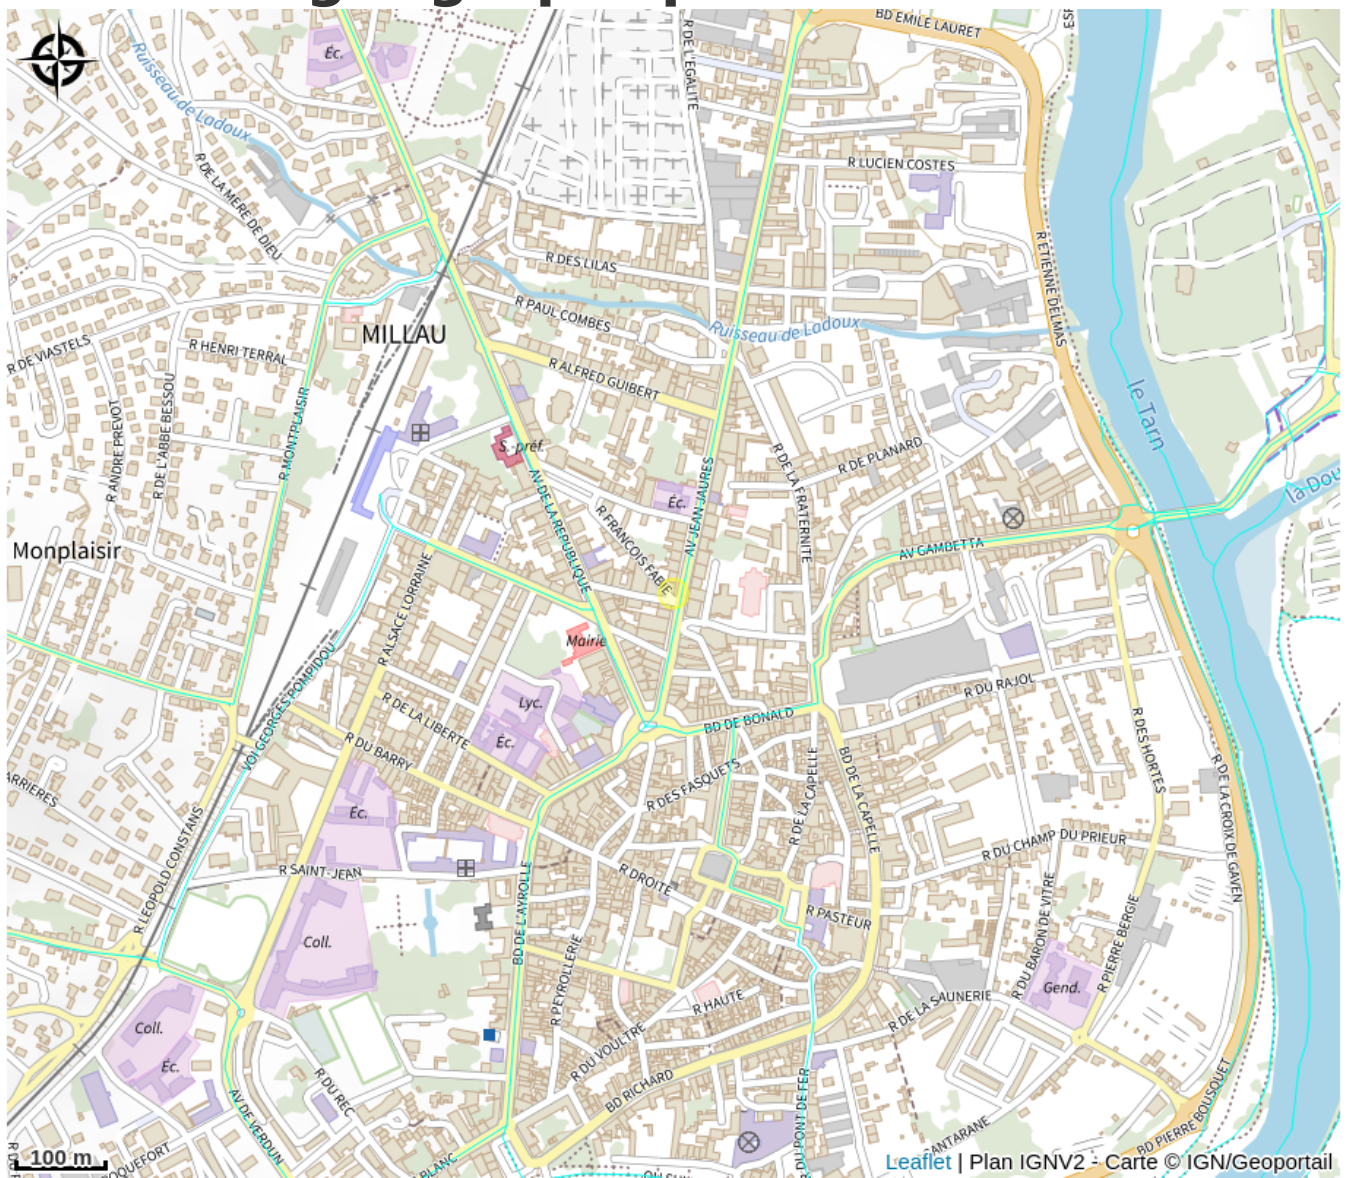 BD EMILE LAURET
R DE L'EGALITE
Éc.
Ruisseau de Ladoux
R LUCIEN COSTES
R DE LA MERE DE DIEU
R ETIENNE DELMAS
R DES LILAS
R PAUL COMBES
Ruisseau de Ladoux
MILLAU
R DE VIASTELS
R HENRI TERRAL
R ALFRED GUIBERT
le Tarn
R ANDRE PREVOT
R DE L'ABBE BESSOU
R MONTPLAISIR
S.-préf.
R DE PLANARD
R DE LA FRATERNITE
AV JEAN JAURES
AV DE LA REPUBLIQUE
Éc.
R FRANCOIS FABIE
la Dou
Monplaisir
AV GAMBETTA
R ALSACE LORRAINE
Mairie
VOI GEORGES POMPIDOU
R DU RAJOL
Lyc.
R DE LA LIBERTE
BD DE BONALD
R DES HORTES
R DU BARRY
Éc.
R DES FASQUETS
R DE LA CAPELLE
BD DE LA CAPELLE
R DE LA CROIX DE GAVEN
ARRIERES
R LEOPOLD CONSTANS
Éc.
R DU CHAMP DU PRIEUR
R SAINT-JEAN
R DROITE
BD DE L'AYROLLE
R PASTEUR
R DU BARON DE VITRE
R PIERRE BERGIE
Coll.
R PEYROLLERIE
Gend.
R HAUTE
R DE LA SAUNERIE
Coll.
R DU VOULTRE
Éc.
R DU REC
BD RICHARD
AV DE VERDUN
R DU PONT DE FER
BD PIERRE BOUSQUET
CANTARANE
ROQUEFORT
BLANC
100 m
Leaflet | Plan IGNV2 - Carte © IGN/Geoportail